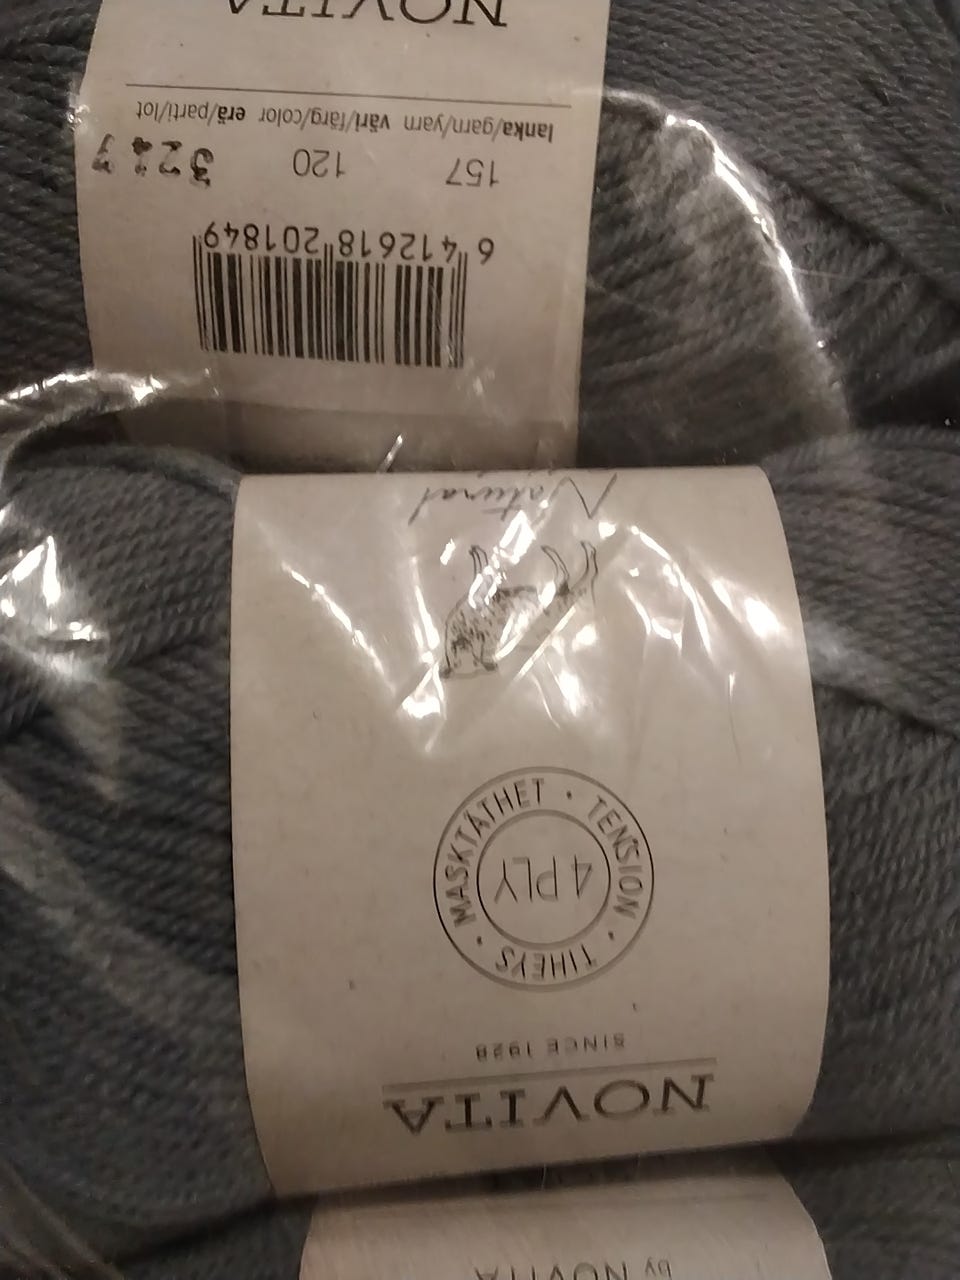 by NOVITA
NOVITA
SINCE 1928
TIHEYS • MASKTÄTHET • TENSION •
4 PLY
Natural
6 412618 201849
157 120 3227
lanka/garn/yarn väri/färg/color erä/parti/lot
NOVITA